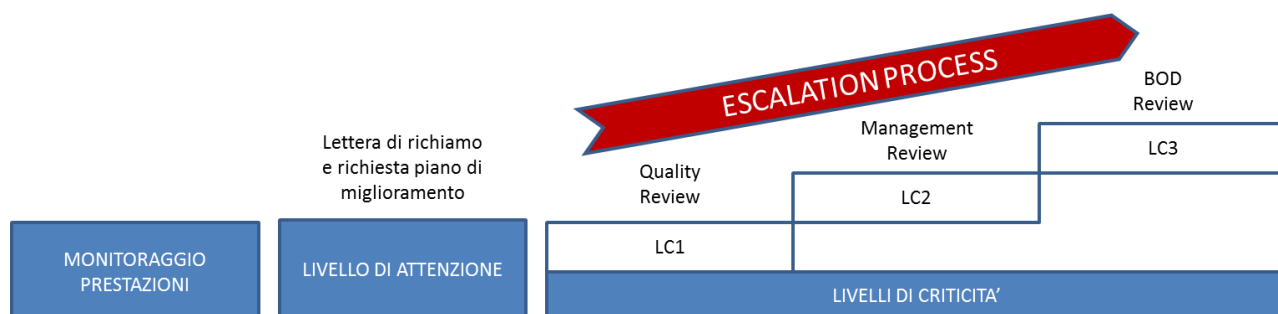 ESCALATION PROCESS
BOD
Review
LC3
Management
Review
LC2
Quality
Review
LC1
Lettera di richiamo
e richiesta piano di
miglioramento
MONITORAGGIO
PRESTAZIONI
LIVELLO DI ATTENZIONE
LIVELLI DI CRITICITA’